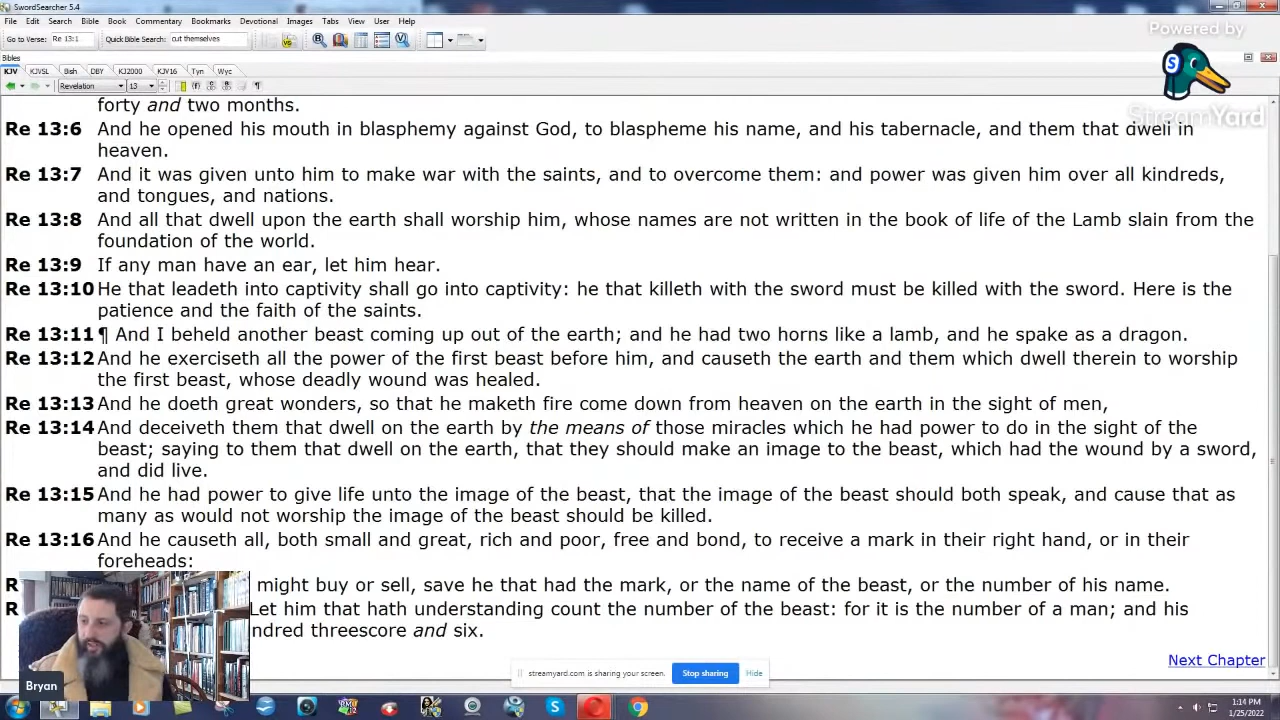 SwordSearcher 5.4
File Edit Search Bible Book Commentary Bookmarks Devotional Images Tabs View User Help
Powered by
Go to Verse: Re 13:1 Quick Bible Search: cut themselves
Bibles
KJV KJVSL Bish DBY KJ2000 KJV16 Tyn Wyc
Revelation 13
StreamYard
forty and two months.
Re 13:6 And he opened his mouth in blasphemy against God, to blaspheme his name, and his tabernacle, and them that dwell in
heaven.
Re 13:7 And it was given unto him to make war with the saints, and to overcome them: and power was given him over all kindreds,
and tongues, and nations.
Re 13:8 And all that dwell upon the earth shall worship him, whose names are not written in the book of life of the Lamb slain from the
foundation of the world.
Re 13:9 If any man have an ear, let him hear.
Re 13:10 He that leadeth into captivity shall go into captivity: he that killeth with the sword must be killed with the sword. Here is the
patience and the faith of the saints.
Re 13:11 ¶ And I beheld another beast coming up out of the earth; and he had two horns like a lamb, and he spake as a dragon.
Re 13:12 And he exerciseth all the power of the first beast before him, and causeth the earth and them which dwell therein to worship
the first beast, whose deadly wound was healed.
Re 13:13 And he doeth great wonders, so that he maketh fire come down from heaven on the earth in the sight of men,
Re 13:14 And deceiveth them that dwell on the earth by the means of those miracles which he had power to do in the sight of the
beast; saying to them that dwell on the earth, that they should make an image to the beast, which had the wound by a sword,
and did live.
Re 13:15 And he had power to give life unto the image of the beast, that the image of the beast should both speak, and cause that as
many as would not worship the image of the beast should be killed.
Re 13:16 And he causeth all, both small and great, rich and poor, free and bond, to receive a mark in their right hand, or in their
foreheads:
R might buy or sell, save he that had the mark, or the name of the beast, or the number of his name.
R Let him that hath understanding count the number of the beast: for it is the number of a man; and his
ndred threescore and six.
Next Chapter
streamyard.com is sharing your screen. Stop sharing Hide
Bryan
1:14 PM
1/25/2022